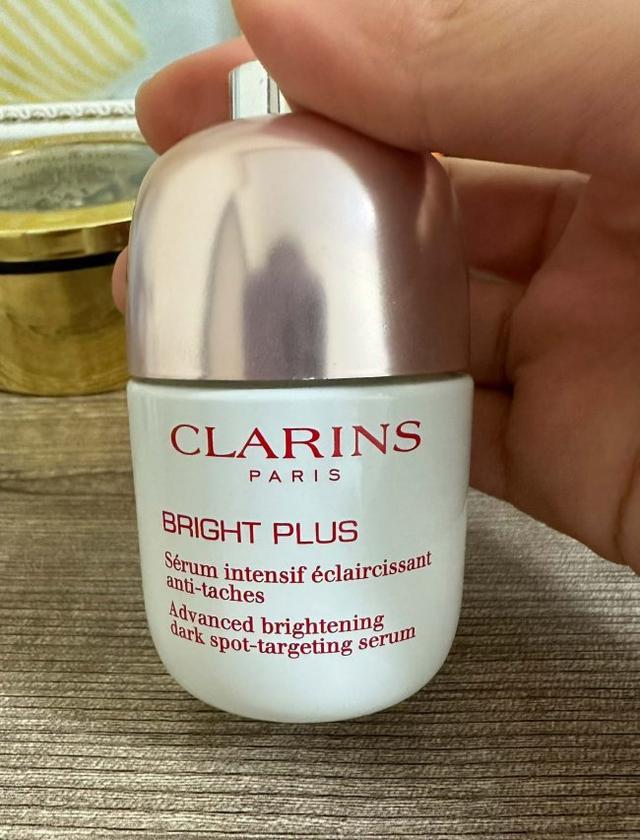 CLARINS
PARIS
BRIGHT PLUS
Sérum intensif éclaircissant
anti-taches
Advanced brightening
dark spot-targeting serum